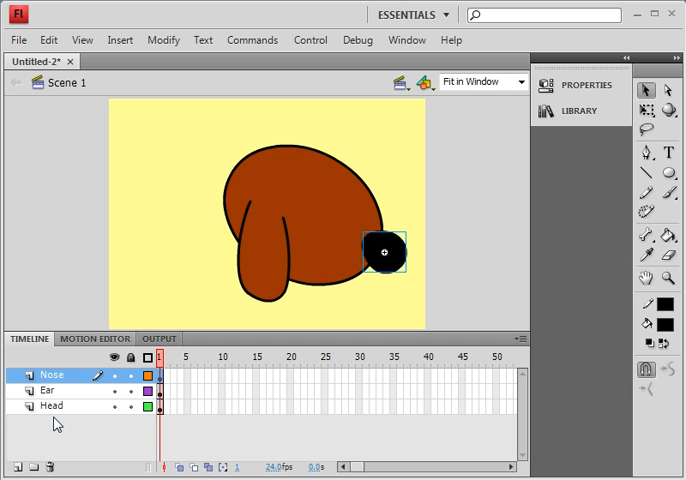 Fl
ESSENTIALS
File Edit View Insert Modify Text Commands Control Debug Window Help
Untitled-2*
Scene 1
Fit in Window
PROPERTIES
LIBRARY
T
TIMELINE MOTION EDITOR OUTPUT
1 5 10 15 20 25 30 35 40 45 50
Nose
Ear
Head
1 24.0fps 0.0s